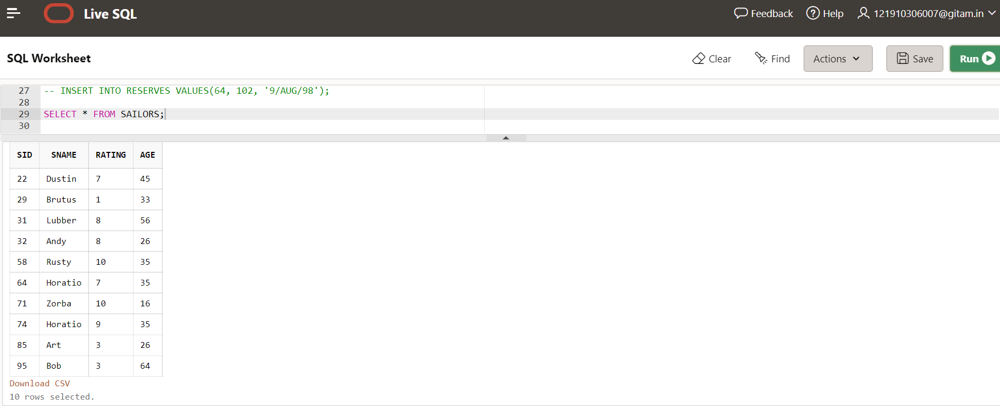 Live SQL
Feedback Help 121910306007@gitam.in
SQL Worksheet
Clear Find Actions Save Run
27 -- INSERT INTO RESERVES VALUES(64, 102, '9/AUG/98');
28
29 SELECT * FROM SAILORS;
30
SID SNAME RATING AGE
22 Dustin 7 45
29 Brutus 1 33
31 Lubber 8 56
32 Andy 8 26
58 Rusty 10 35
64 Horatio 7 35
71 Zorba 10 16
74 Horatio 9 35
85 Art 3 26
95 Bob 3 64
Download CSV
10 rows selected.